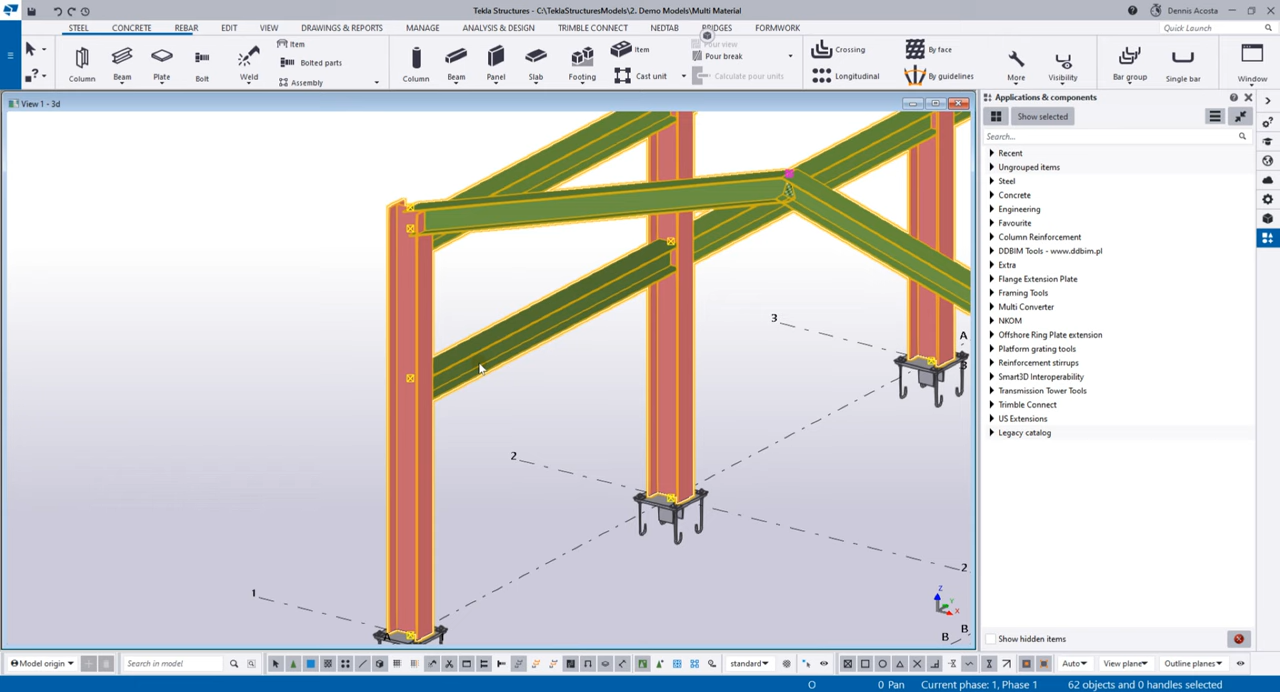 Tekla Structures - C:\TeklaStructuresModels\2. Demo Models\Multi Material
Dennis Acosta
STEEL CONCRETE REBAR EDIT VIEW DRAWINGS & REPORTS MANAGE ANALYSIS & DESIGN TRIMBLE CONNECT NEDTAB BRIDGES FORMWORK
Quick Launch
Column Beam Plate Bolt Weld
Item
Bolted parts
Assembly
Column Beam Panel Slab Footing
Item
Cast unit
Pour view
Pour break
Calculate pour units
Crossing
Longitudinal
By face
By guidelines
More Visibility Bar group Single bar Window
View 1 - 3d
Applications & components
Show selected
Search...
Recent
Ungrouped items
Steel
Concrete
Engineering
Favourite
Column Reinforcement
DDBIM Tools - www.ddbim.pl
Extra
Flange Extension Plate
Framing Tools
Multi Converter
NKOM
Offshore Ring Plate extension
Platform grating tools
Reinforcement stirrups
Smart3D Interoperability
Transmission Tower Tools
Trimble Connect
US Extensions
Legacy catalog
3
A
3
2
2
1
A
Z
Y
X
B
B
Show hidden items
Model origin
Search in model
standard
Auto
View plane
Outline planes
O
0 Pan
Current phase: 1, Phase 1
62 objects and 0 handles selected